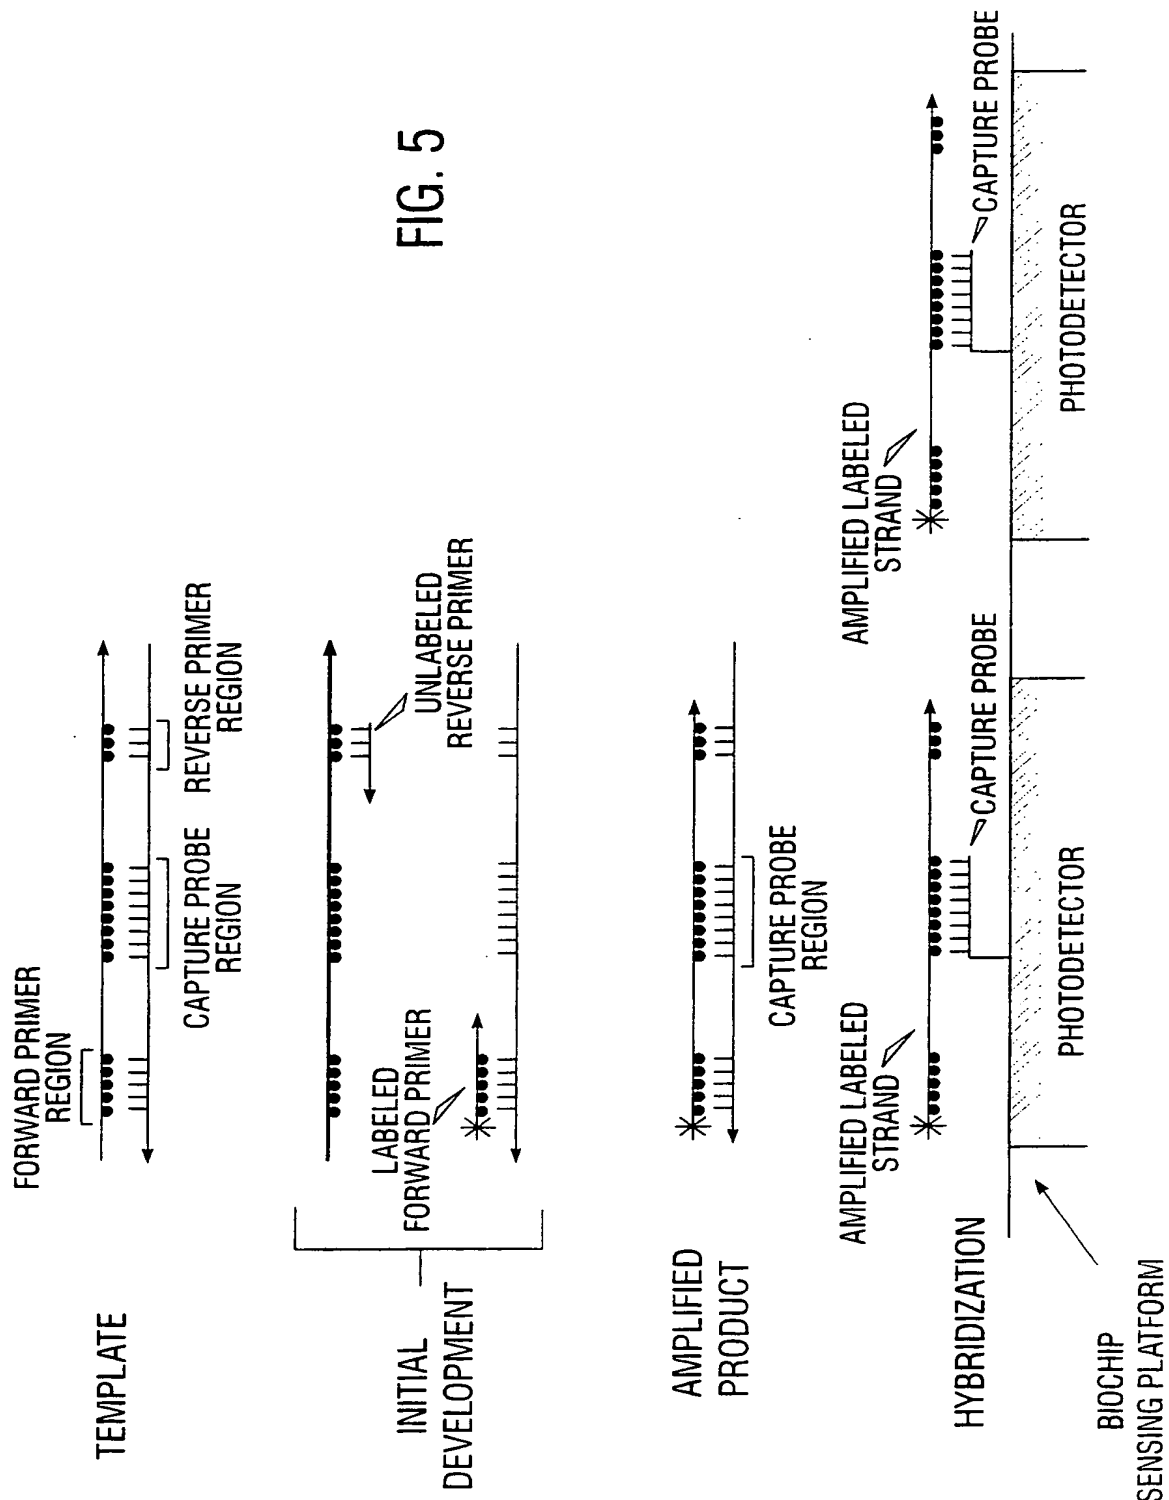 FIG. 5
TEMPLATE
FORWARD PRIMER
REGION
CAPTURE PROBE
REGION
REVERSE PRIMER
REGION
INITIAL
DEVELOPMENT
LABELED
FORWARD PRIMER
UNLABELED
REVERSE PRIMER
AMPLIFIED
PRODUCT
CAPTURE PROBE
REGION
HYBRIDIZATION
AMPLIFIED LABELED
STRAND
CAPTURE PROBE
AMPLIFIED LABELED
STRAND
CAPTURE PROBE
PHOTODETECTOR
PHOTODETECTOR
BIOCHIP
SENSING PLATFORM